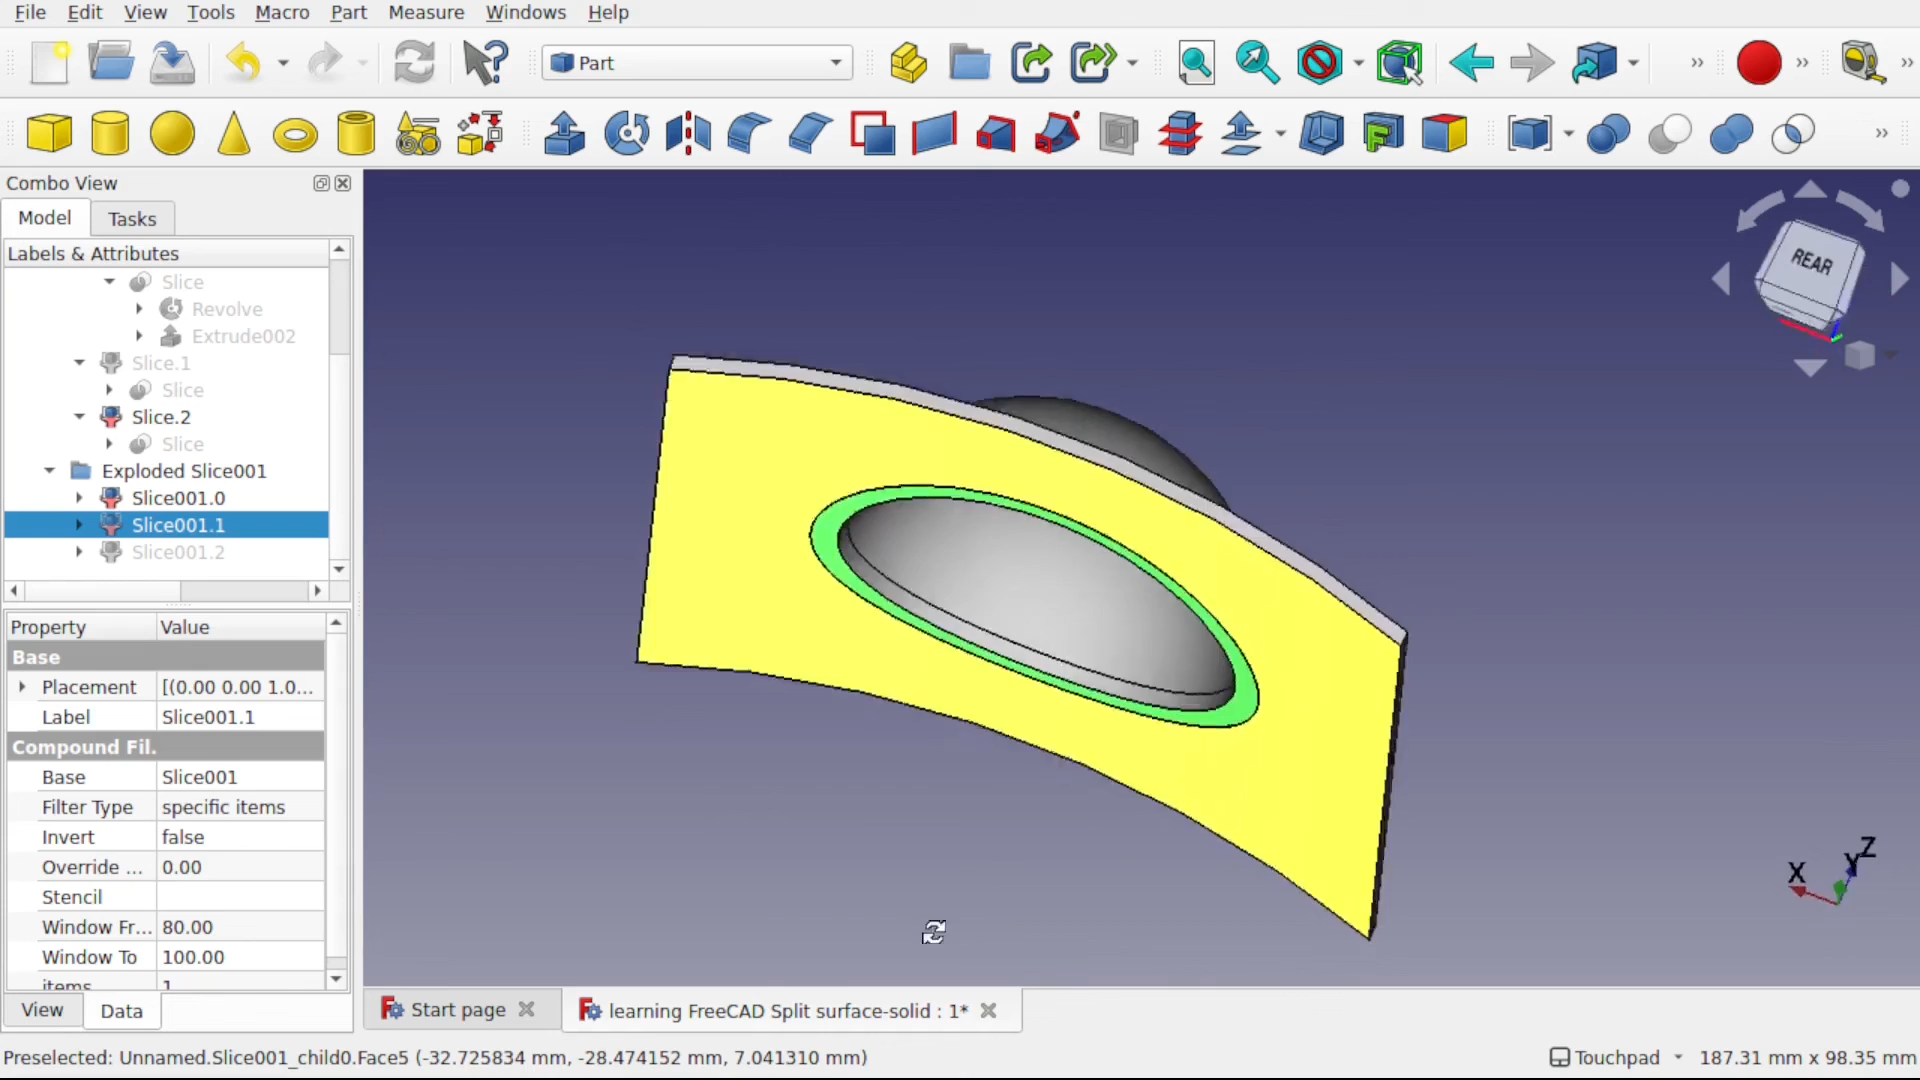 File Edit View Tools Macro Part Measure Windows Help
Part
Combo View
Model Tasks
Labels & Attributes
Slice
Revolve
Extrude002
Slice.1
Slice
Slice.2
Slice
Exploded Slice001
Slice001.0
Slice001.1
Slice001.2
Property Value
Base
Placement [(0.00 0.00 1.0...
Label Slice001.1
Compound Fil.
Base Slice001
Filter Type specific items
Invert false
Override ... 0.00
Stencil
Window Fr... 80.00
Window To 100.00
items 1
View Data
REAR
X Y Z
Start page
learning FreeCAD Split surface-solid : 1*
Preselected: Unnamed.Slice001_child0.Face5 (-32.725834 mm, -28.474152 mm, 7.041310 mm)
Touchpad 187.31 mm x 98.35 mm